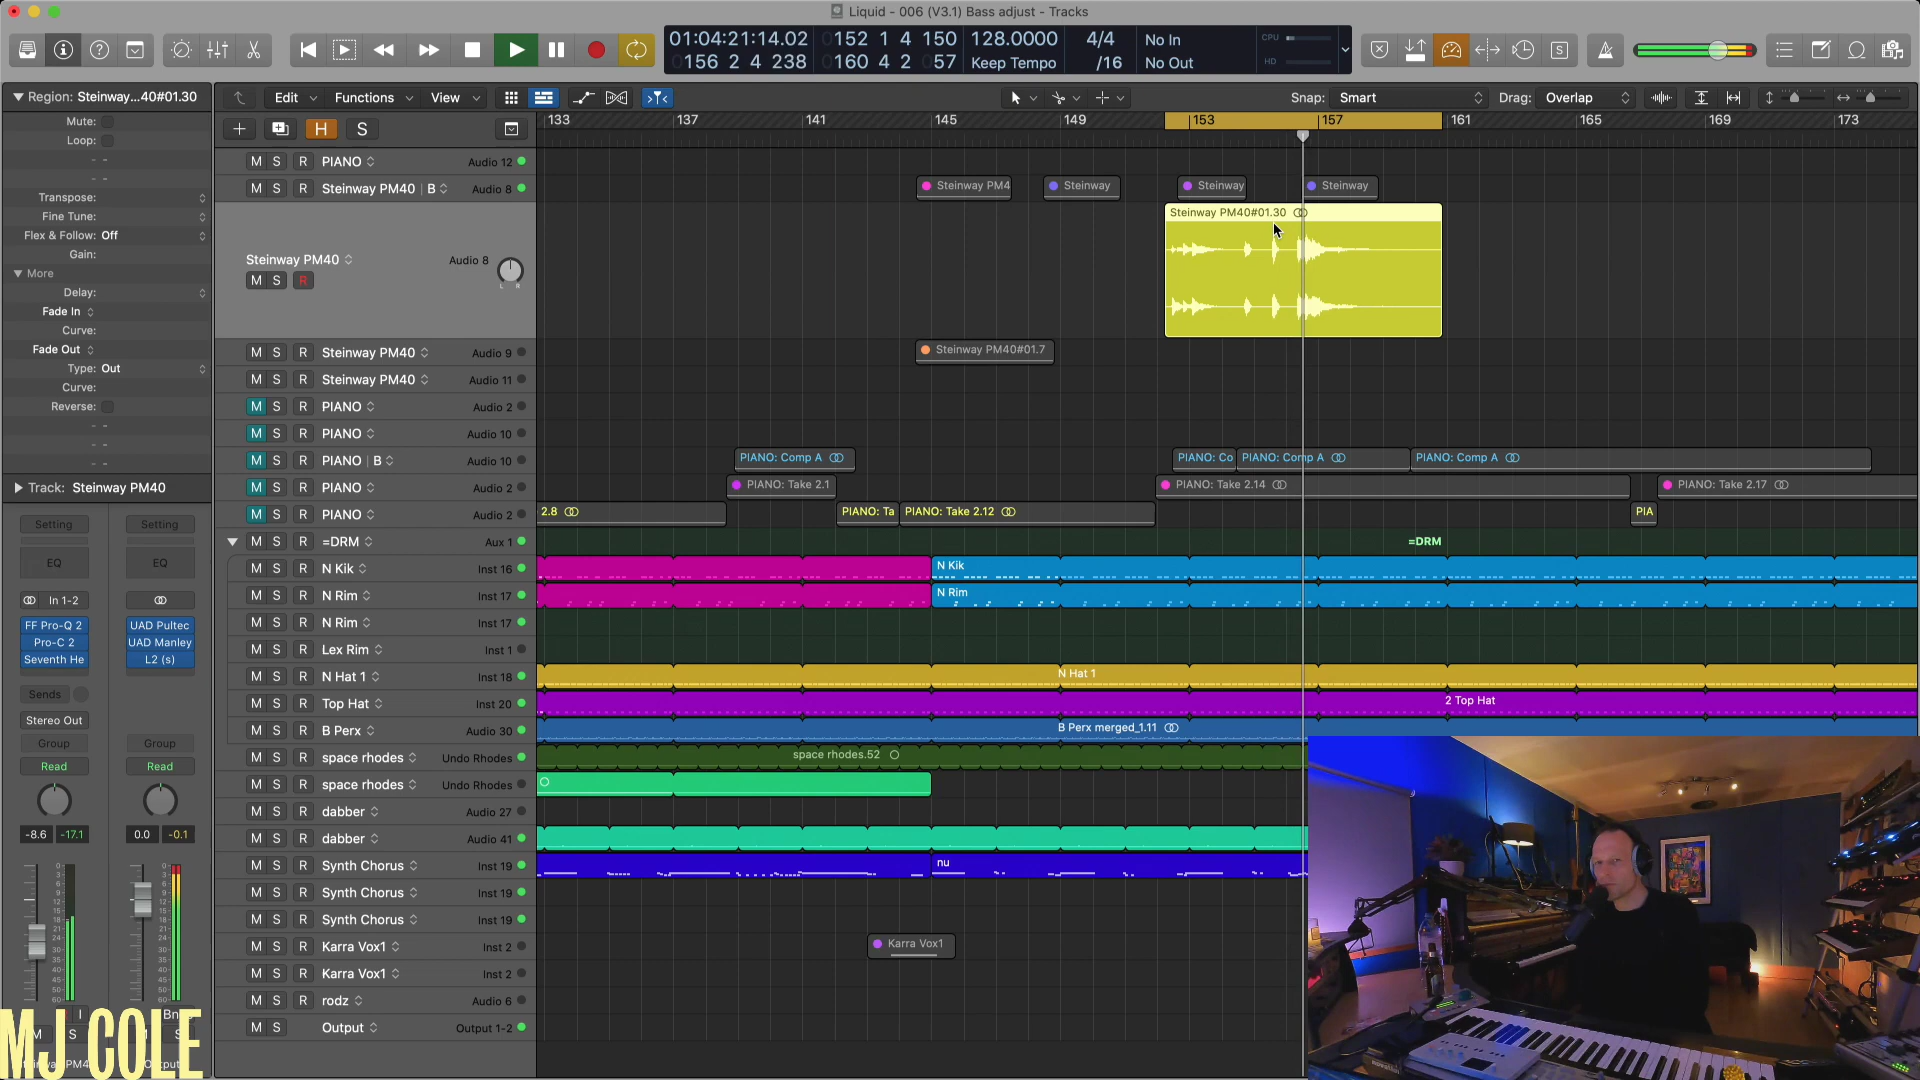 Liquid - 006 (V3.1) Bass adjust - Tracks
01:04:21:14.02
0152 1 4 150
128.0000
4/4
No In
CPU
0156 2 4 238
0160 4 2 057
Keep Tempo
/16
No Out
HD
Region: Steinway...40#01.30
Edit
Functions
View
Snap: Smart
Drag: Overlap
H
S
133
137
141
145
149
153
157
161
165
169
173
Mute:
Loop:
Transpose:
Fine Tune:
Flex & Follow: Off
Gain:
More
Delay:
Fade In
Curve:
Fade Out
Type: Out
Curve:
Reverse:
Track: Steinway PM40
Setting
Setting
EQ
EQ
In 1-2
FF Pro-Q 2
UAD Pultec
Pro-C 2
UAD Manley
Seventh He
L2 (s)
Sends
Stereo Out
Group
Group
Read
Read
-8.6
-17.1
0.0
-0.1
M S R PIANO Audio 12
M S R Steinway PM40 | B Audio 8
Steinway PM4
Steinway
Steinway
Steinway
Steinway PM40 Audio 8
M S R
L R
Steinway PM40#01.30
M S R Steinway PM40 Audio 9
Steinway PM40#01.7
M S R Steinway PM40 Audio 11
M S R PIANO Audio 2
M S R PIANO Audio 10
M S R PIANO | B Audio 10
PIANO: Comp A
PIANO: Co
PIANO: Comp A
PIANO: Comp A
M S R PIANO Audio 2
PIANO: Take 2.1
PIANO: Take 2.14
PIANO: Take 2.17
M S R PIANO Audio 2
2.8
PIANO: Ta
PIANO: Take 2.12
PIA
M S R =DRM Aux 1
=DRM
M S R N Kik Inst 16
N Kik
M S R N Rim Inst 17
N Rim
M S R N Rim Inst 17
M S R Lex Rim Inst 1
M S R N Hat 1 Inst 18
N Hat 1
M S R Top Hat Inst 20
2 Top Hat
M S R B Perx Audio 30
B Perx merged_1.11
M S R space rhodes Undo Rhodes
space rhodes.52
M S R space rhodes Undo Rhodes
M S R dabber Audio 27
M S R dabber Audio 41
M S R Synth Chorus Inst 19
nu
M S R Synth Chorus Inst 19
M S R Synth Chorus Inst 19
M S R Karra Vox1 Inst 2
Karra Vox1
M S R Karra Vox1 Inst 2
M S R rodz Audio 6
M S Output Output 1-2
MJ COLE